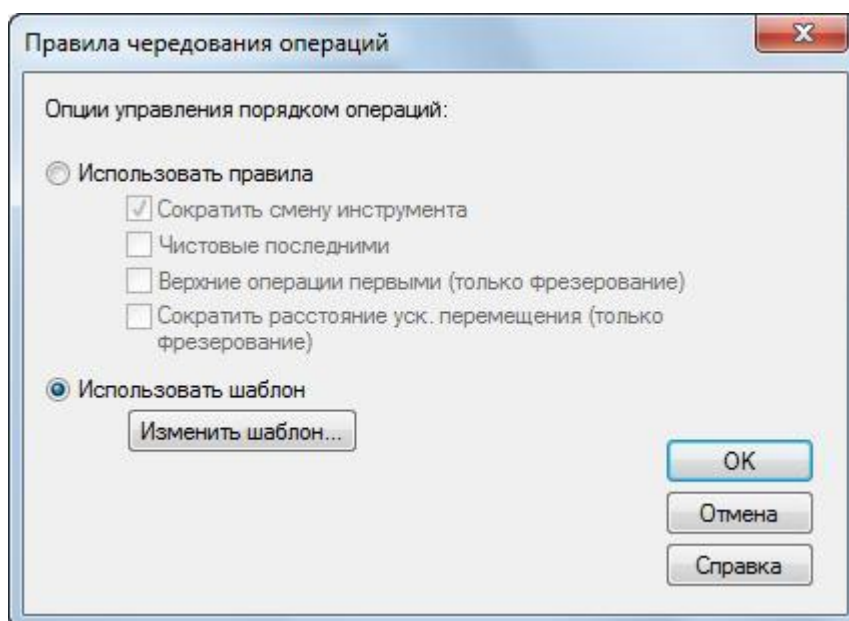 Правила чередования операций
Опции управления порядком операций:
Использовать правила
Сократить смену инструмента
Чистовые последними
Верхние операции первыми (только фрезерование)
Сократить расстояние уск. перемещения (только
фрезерование)
Использовать шаблон
Изменить шаблон...
OK
Отмена
Справка